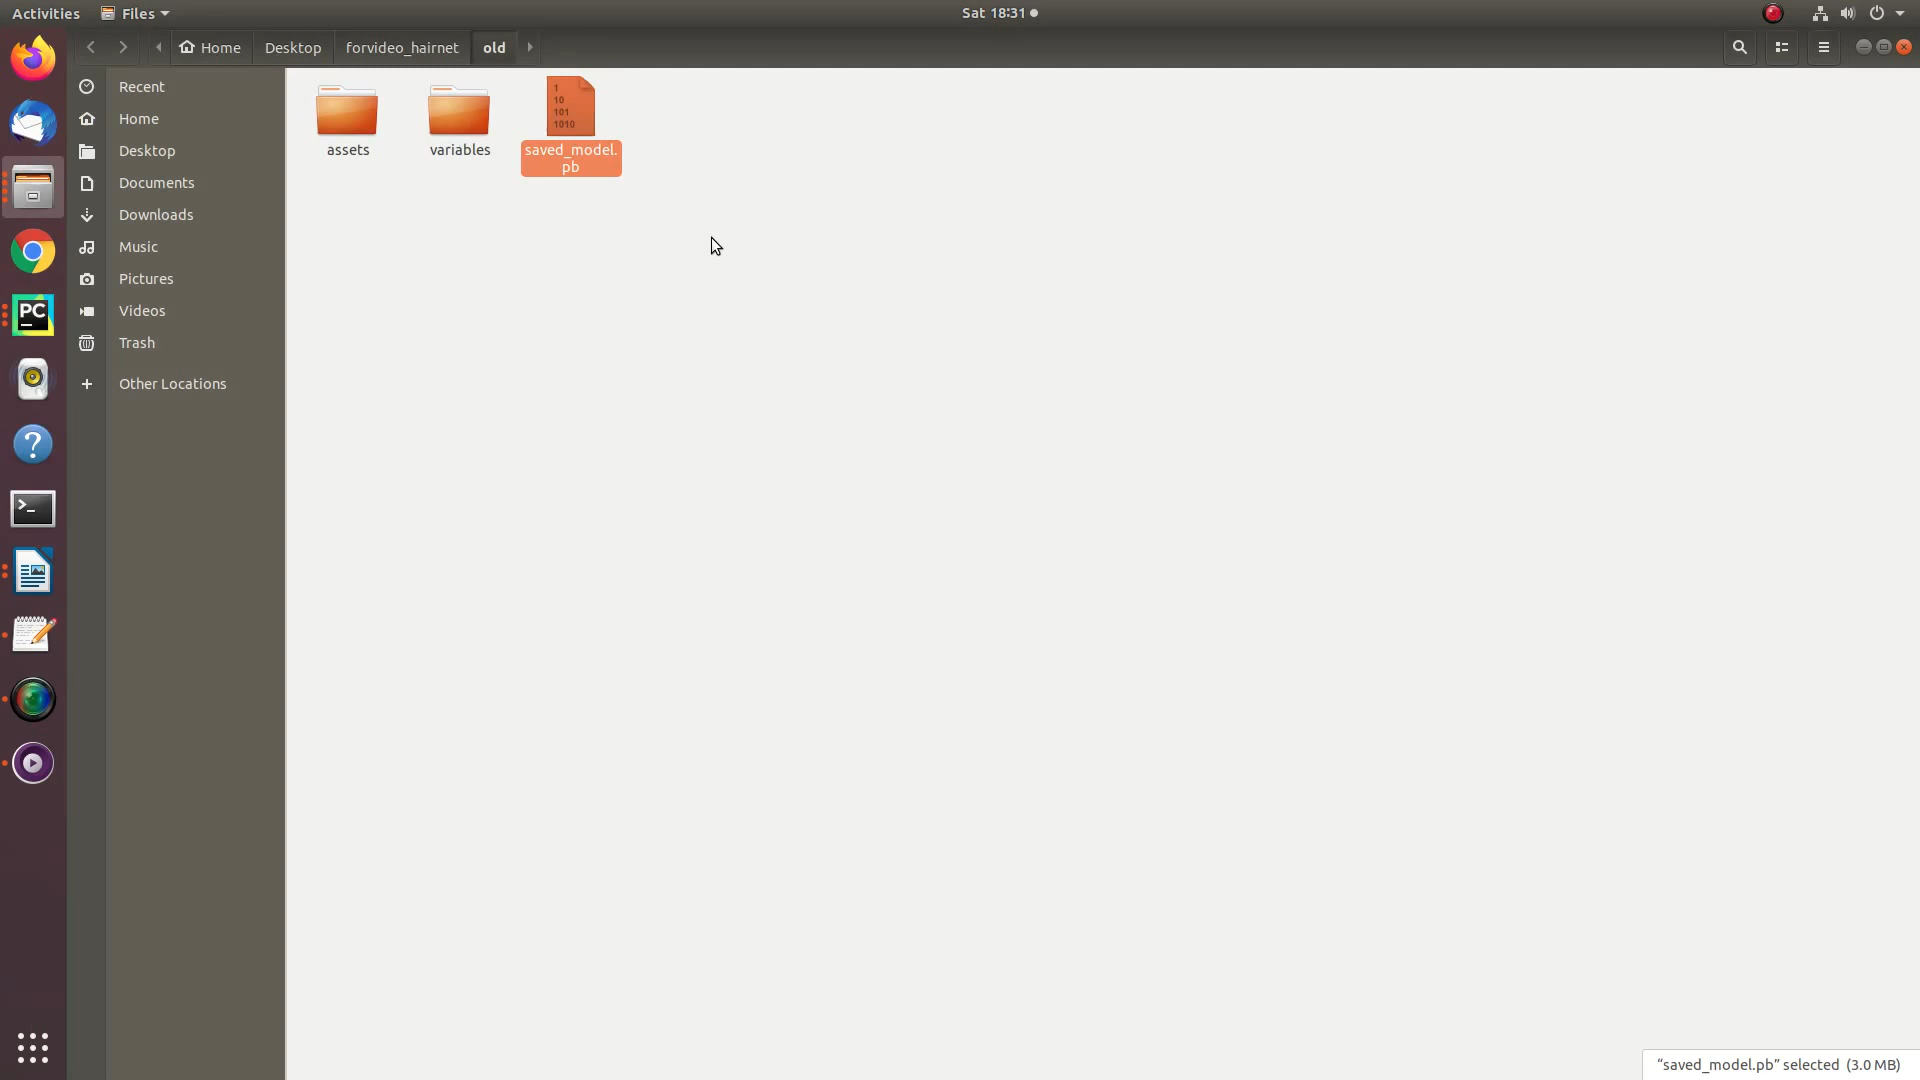 Activities
Files
Sat 18:31
Home
Desktop
forvideo_hairnet
old
Recent
Home
Desktop
Documents
Downloads
Music
Pictures
Videos
Trash
Other Locations
assets
variables
1
10
101
1010
saved_model.
pb
PC
?
>_
“saved_model.pb” selected (3.0 MB)